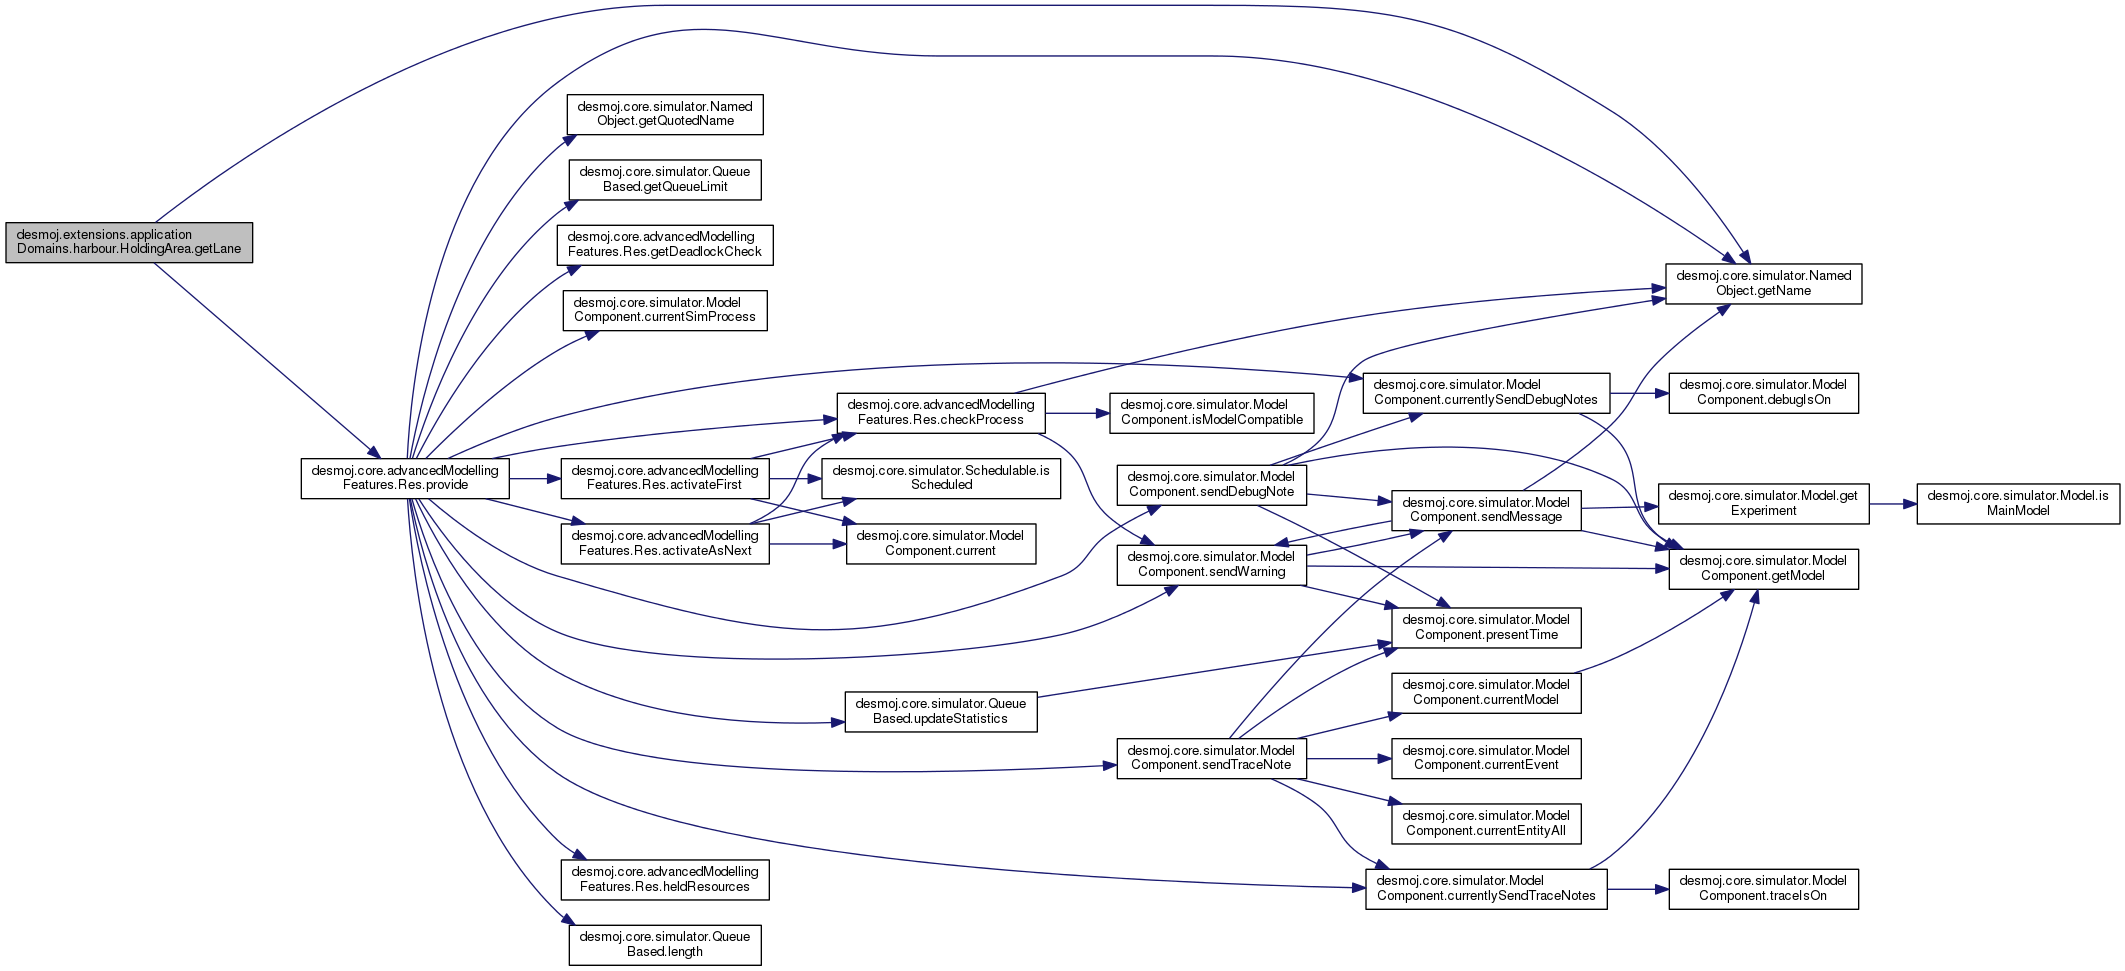 desmoj.extensions.application
Domains.harbour.HoldingArea.getLane
desmoj.core.advancedModelling
Features.Res.provide
desmoj.core.simulator.Named
Object.getQuotedName
desmoj.core.simulator.Queue
Based.getQueueLimit
desmoj.core.advancedModelling
Features.Res.getDeadlockCheck
desmoj.core.simulator.Model
Component.currentSimProcess
desmoj.core.advancedModelling
Features.Res.activateFirst
desmoj.core.advancedModelling
Features.Res.activateAsNext
desmoj.core.advancedModelling
Features.Res.heldResources
desmoj.core.simulator.Queue
Based.length
desmoj.core.advancedModelling
Features.Res.checkProcess
desmoj.core.simulator.Schedulable.is
Scheduled
desmoj.core.simulator.Model
Component.current
desmoj.core.simulator.Queue
Based.updateStatistics
desmoj.core.simulator.Model
Component.isModelCompatible
desmoj.core.simulator.Model
Component.sendDebugNote
desmoj.core.simulator.Model
Component.sendWarning
desmoj.core.simulator.Model
Component.sendTraceNote
desmoj.core.simulator.Model
Component.currentlySendDebugNotes
desmoj.core.simulator.Model
Component.sendMessage
desmoj.core.simulator.Model
Component.presentTime
desmoj.core.simulator.Model
Component.currentModel
desmoj.core.simulator.Model
Component.currentEvent
desmoj.core.simulator.Model
Component.currentEntityAll
desmoj.core.simulator.Model
Component.currentlySendTraceNotes
desmoj.core.simulator.Named
Object.getName
desmoj.core.simulator.Model
Component.debugIsOn
desmoj.core.simulator.Model.get
Experiment
desmoj.core.simulator.Model
Component.getModel
desmoj.core.simulator.Model
Component.traceIsOn
desmoj.core.simulator.Model.is
MainModel